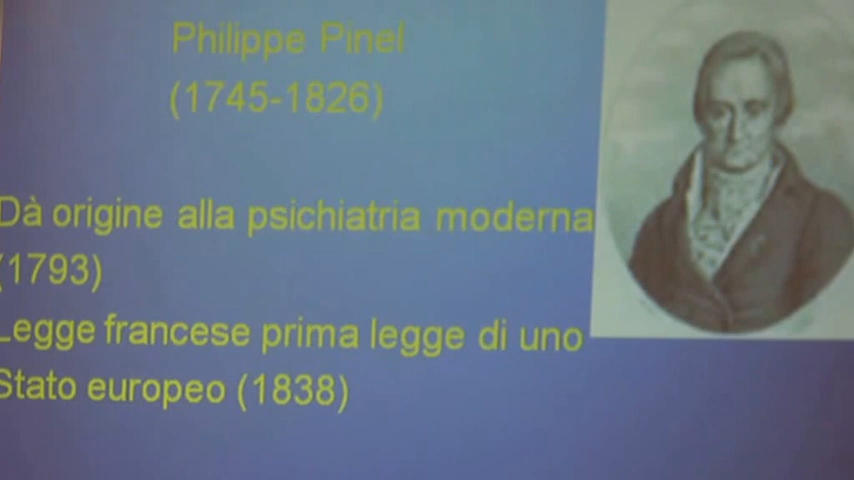 Philippe Pinel
(1745-1826)
Dà origine alla psichiatria moderna
(1793)
Legge francese prima legge di uno
Stato europeo (1838)